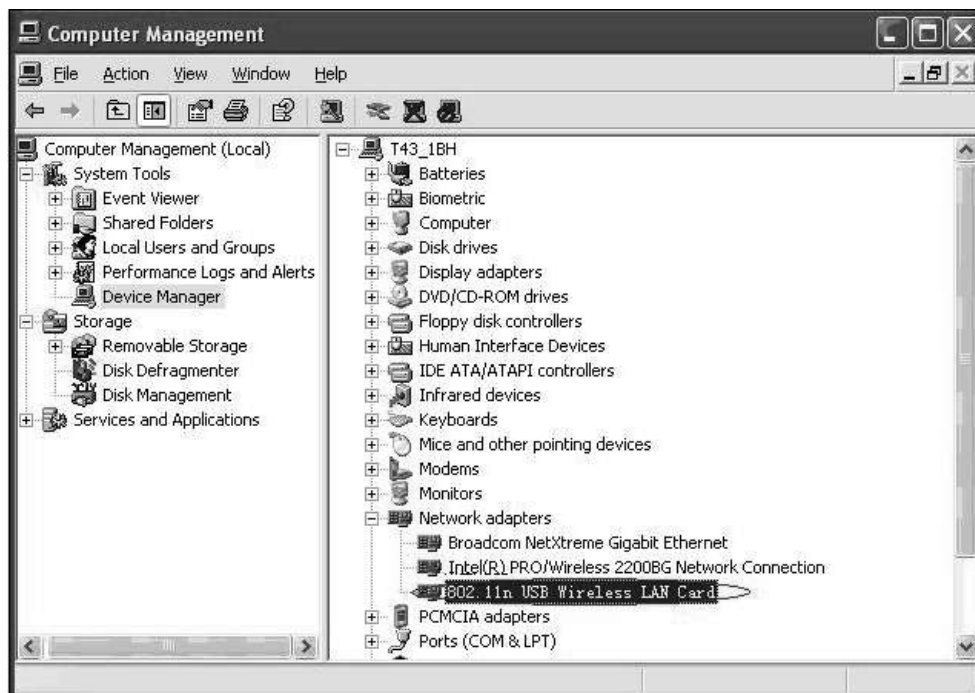 Computer Management
File Action View Window Help
Computer Management (Local)
System Tools
Event Viewer
Shared Folders
Local Users and Groups
Performance Logs and Alerts
Device Manager
Storage
Removable Storage
Disk Defragmenter
Disk Management
Services and Applications
T43_1BH
Batteries
Biometric
Computer
Disk drives
Display adapters
DVD/CD-ROM drives
Floppy disk controllers
Human Interface Devices
IDE ATA/ATAPI controllers
Infrared devices
Keyboards
Mice and other pointing devices
Modems
Monitors
Network adapters
Broadcom NetXtreme Gigabit Ethernet
Intel(R) PRO/Wireless 2200BG Network Connection
802.11n USB Wireless LAN Card
PCMCIA adapters
Ports (COM & LPT)